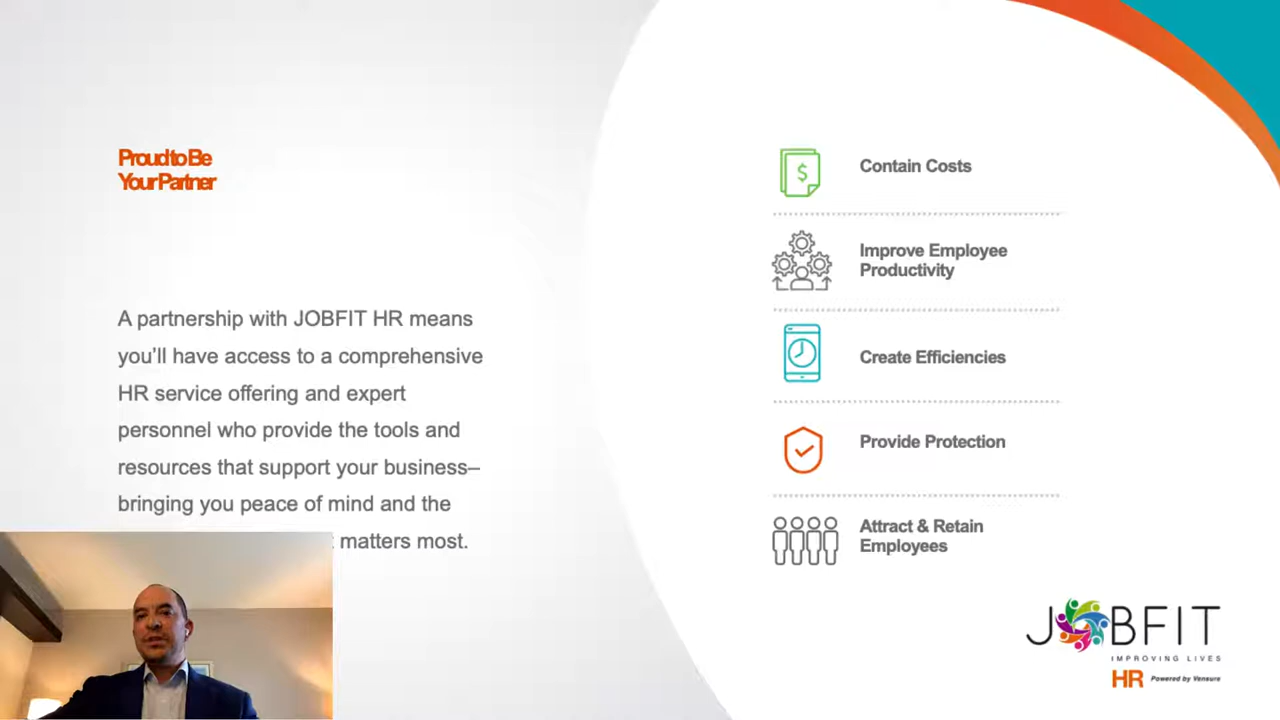 Proud to Be
Your Partner
A partnership with JOBFIT HR means
you'll have access to a comprehensive
HR service offering and expert
personnel who provide the tools and
resources that support your business–
bringing you peace of mind and the
matters most.
$
Contain Costs
Improve Employee
Productivity
Create Efficiencies
Provide Protection
Attract & Retain
Employees
JOBFIT
IMPROVING LIVES
HR Powered by Vensure